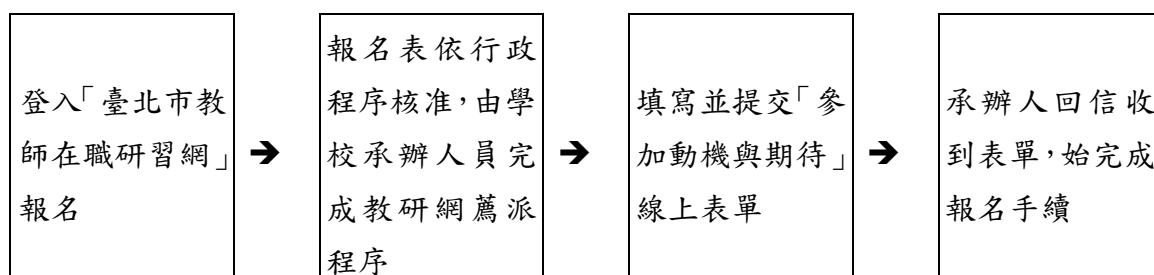 登入「臺北市教
師在職研習網」
報名
➔
報名表依行政
程序核准，由學
校承辦人員完
成教研網薦派
程序
➔
填寫並提交「參
加動機與期待」
線上表單
➔
承辦人回信收
到表單，始完成
報名手續